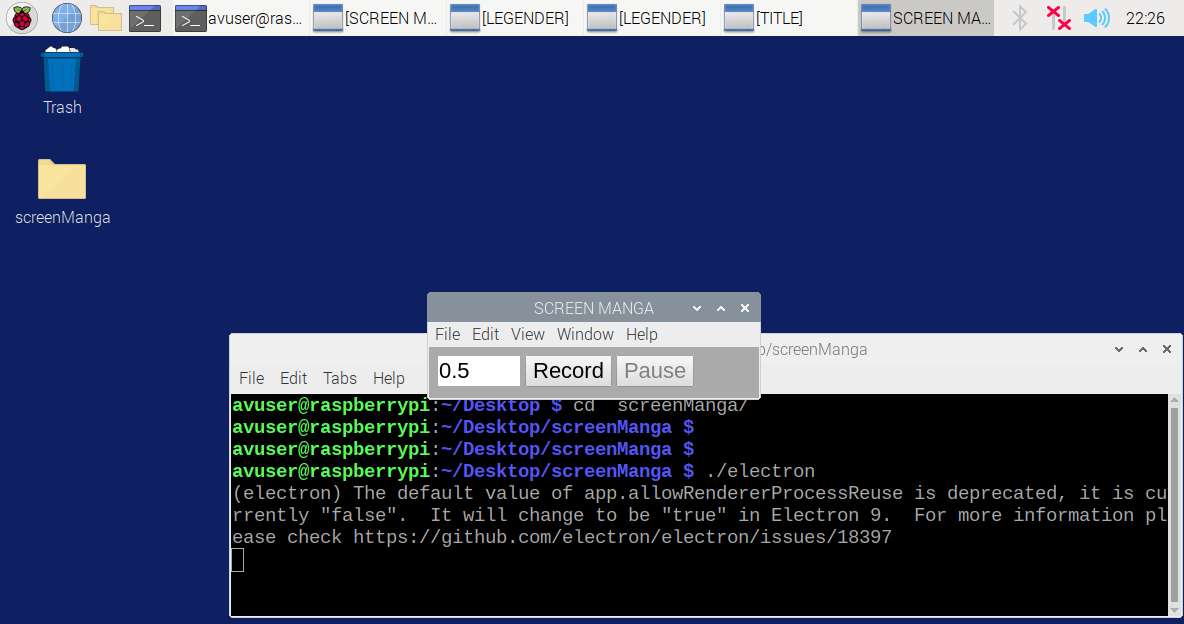 avuser@ras... [SCREEN M... [LEGENDER] [LEGENDER] [TITLE] SCREEN MA... 22:26
Trash
screenManga
SCREEN MANGA
File Edit View Window Help
0.5 Record Pause
/screenManga
File Edit Tabs Help
avuser@raspberrypi:~/Desktop $ cd  screenManga/
avuser@raspberrypi:~/Desktop/screenManga $
avuser@raspberrypi:~/Desktop/screenManga $
avuser@raspberrypi:~/Desktop/screenManga $ ./electron
(electron) The default value of app.allowRendererProcessReuse is deprecated, it is cu
rrently "false".  It will change to be "true" in Electron 9.  For more information pl
ease check https://github.com/electron/electron/issues/18397